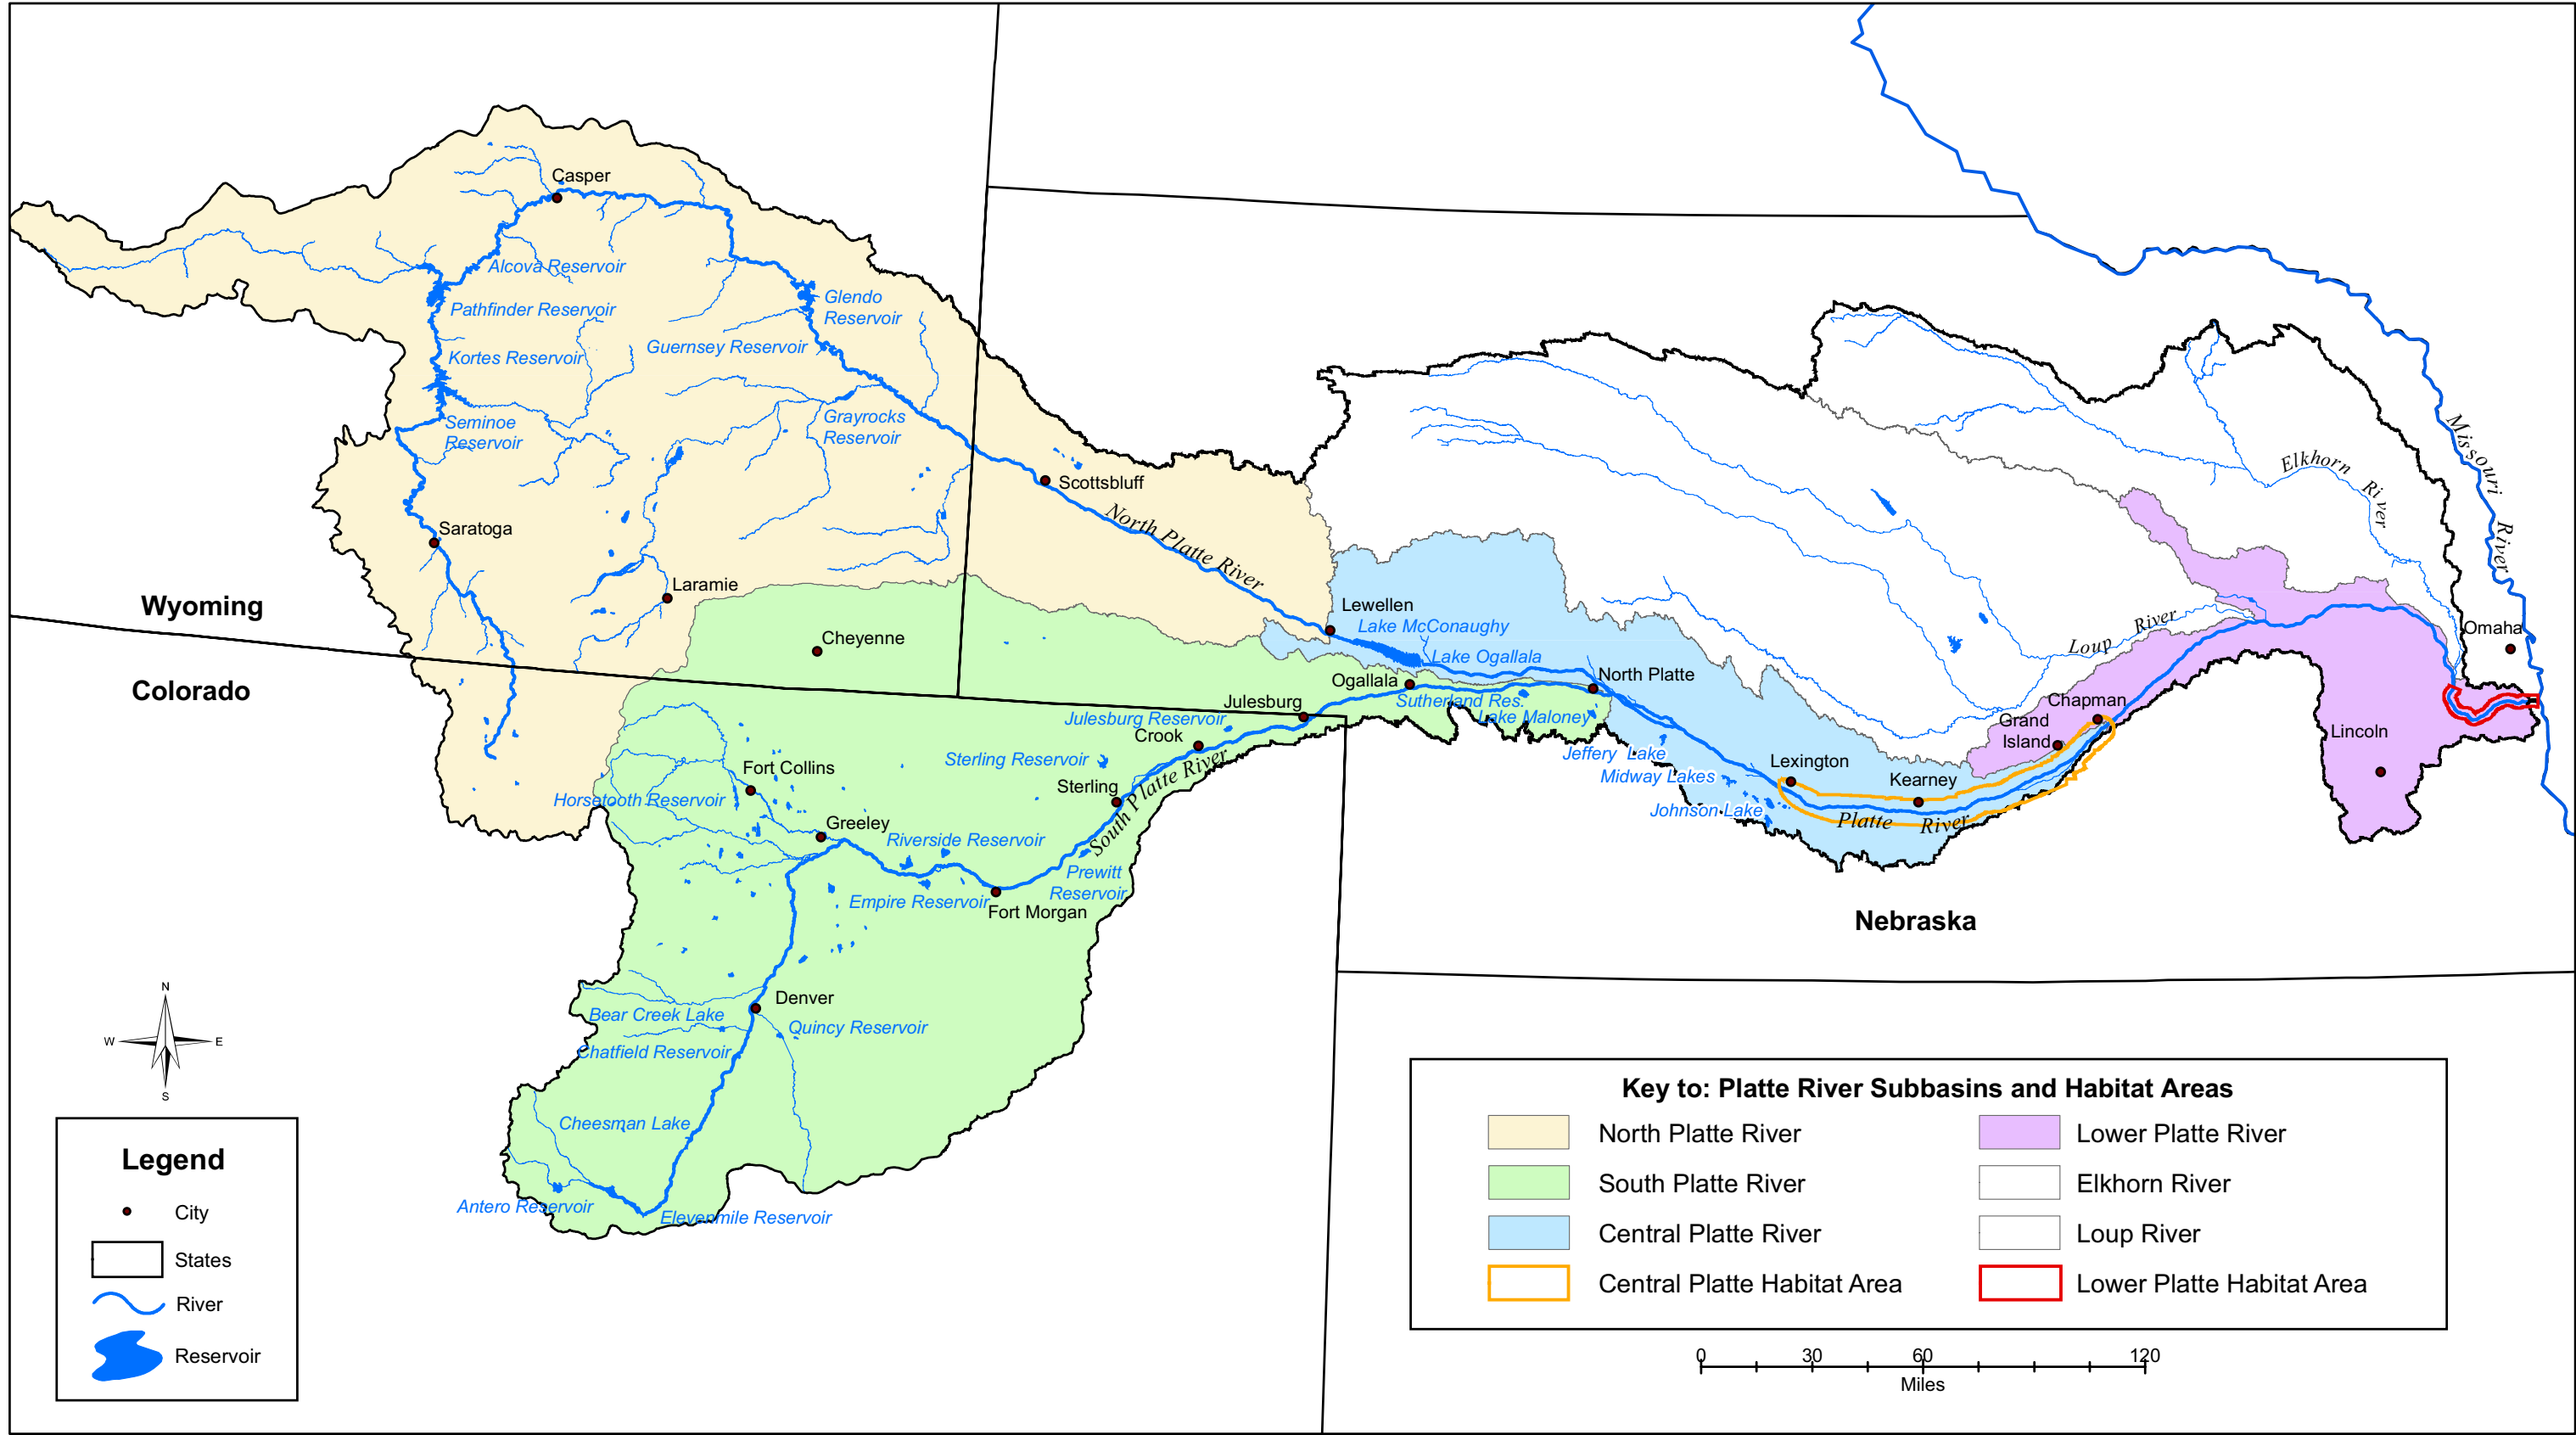 Casper
Alcova Reservoir
Pathfinder Reservoir
Glendo
Reservoir
Guernsey Reservoir
Kortes Reservoir
Grayrocks
Reservoir
Seminoe
Reservoir
Saratoga
Laramie
Scottsbluff
North Platte River
Wyoming
Cheyenne
Colorado
Lewellen
Lake McConaughy
Lake Ogallala
Ogallala
North Platte
Sutherland Res.
Lake Maloney
Julesburg
Julesburg Reservoir
Crook
Sterling Reservoir
Sterling
South Platte River
Fort Collins
Horsetooth Reservoir
Greeley
Riverside Reservoir
Prewitt
Reservoir
Empire Reservoir
Fort Morgan
Denver
Bear Creek Lake
Quincy Reservoir
Chatfield Reservoir
Cheesman Lake
Antero Reservoir
Elevenmile Reservoir
Jeffery Lake
Midway Lakes
Johnson Lake
Lexington
Kearney
Platte River
Grand
Island
Chapman
Loup River
Elkhorn River
Missouri River
Omaha
Lincoln
Nebraska
N
W E
S
Legend
City
States
River
Reservoir
Key to: Platte River Subbasins and Habitat Areas
North Platte River
South Platte River
Central Platte River
Central Platte Habitat Area
Lower Platte River
Elkhorn River
Loup River
Lower Platte Habitat Area
0 30 60 120
Miles